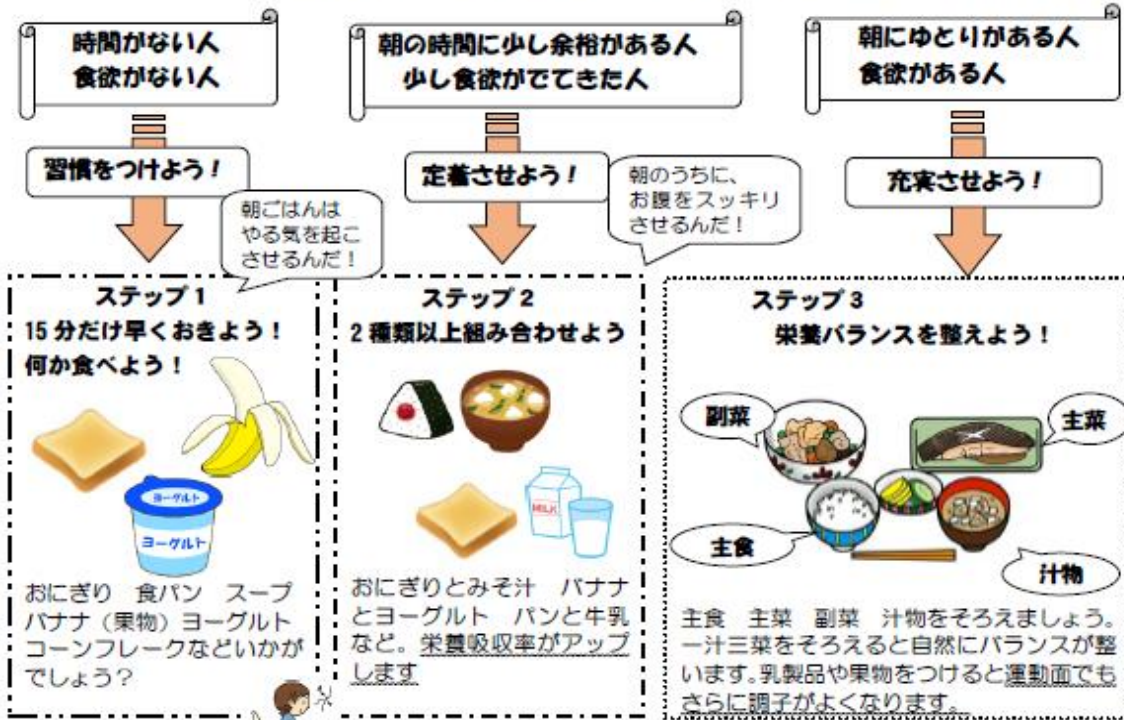 時間がない人
食欲がない人
習慣をつけよう！
朝ごはんは
やる気を起こ
させるんだ！
ステップ1
15分だけ早くおきよう！
何か食べよう！
ヨーグルト
ヨーグルト
おにぎり　食パン　スープ
バナナ（果物）ヨーグルト
コーンフレークなどいかが
でしょう？
朝の時間に少し余裕がある人
少し食欲がでてきた人
定着させよう！
朝のうちに、
お腹をスッキリ
させるんだ！
ステップ2
2種類以上組み合わせよう
MILK
おにぎりとみそ汁　バナナ
とヨーグルト　パンと牛乳
など。栄養吸収率がアップ
します
朝にゆとりがある人
食欲がある人
充実させよう！
ステップ3
栄養バランスを整えよう！
副菜
主菜
主食
汁物
主食　主菜　副菜　汁物をそろえましょう。
一汁三菜をそろえると自然にバランスが整
います。乳製品や果物をつけると運動面でも
さらに調子がよくなります。